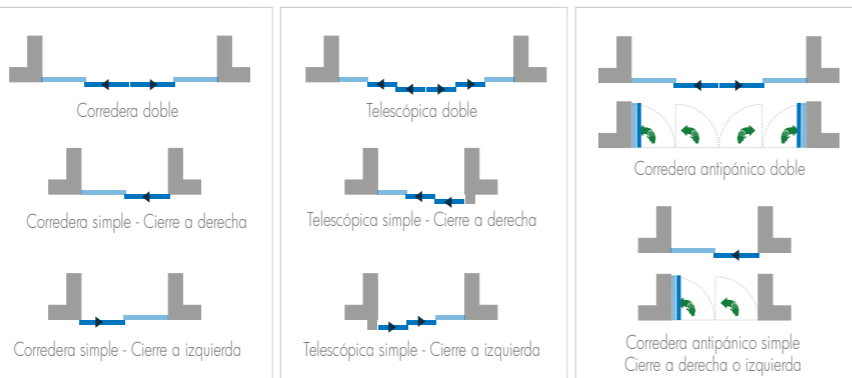 Corredera doble
Corredera simple - Cierre a derecha
Corredera simple - Cierre a izquierda
Telescópica doble
Telescópica simple - Cierre a derecha
Telescópica simple - Cierre a izquierda
Corredera antipánico doble
Corredera antipánico simple
Cierre a derecha o izquierda